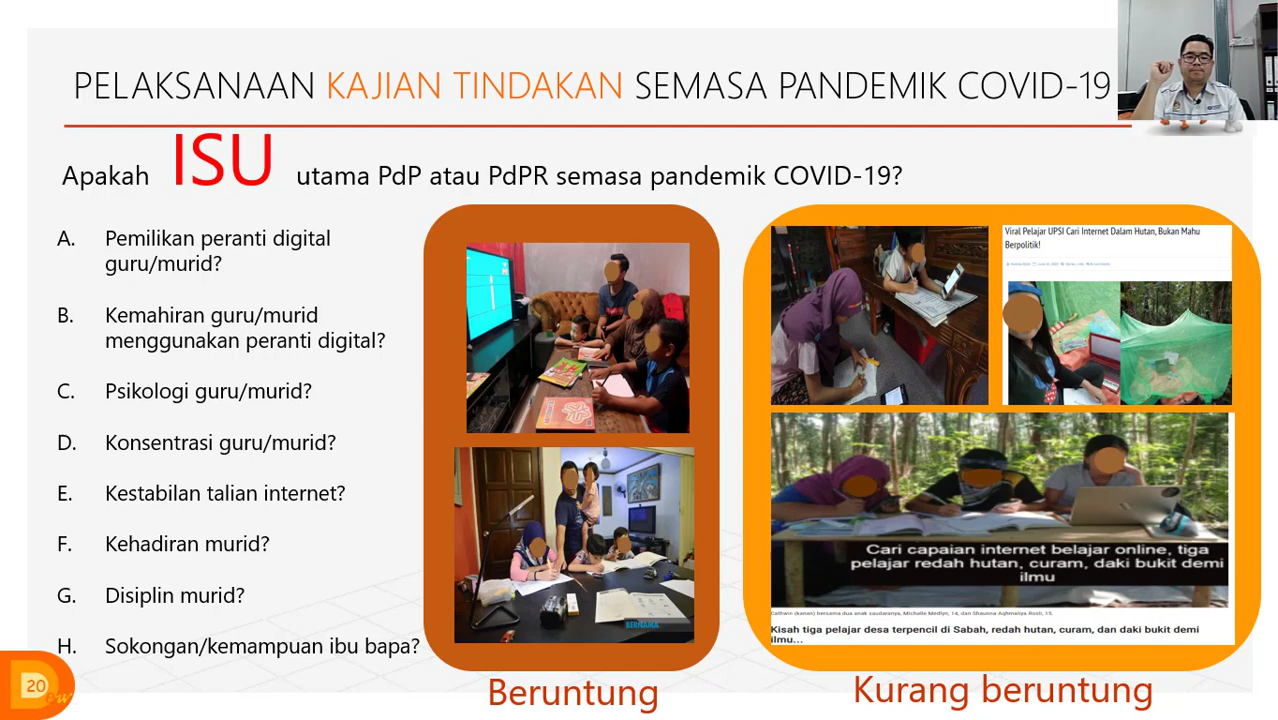 PELAKSANAAN KAJIAN TINDAKAN SEMASA PANDEMIK COVID-19
Apakah ISU utama PdP atau PdPR semasa pandemik COVID-19?
A. Pemilikan peranti digital
guru/murid?
B. Kemahiran guru/murid
menggunakan peranti digital?
C. Psikologi guru/murid?
D. Konsentrasi guru/murid?
E. Kestabilan talian internet?
F. Kehadiran murid?
G. Disiplin murid?
H. Sokongan/kemampuan ibu bapa?
BERNAMA
Beruntung
Viral Pelajar UPSI Cari Internet Dalam Hutan, Bukan Mahu
Berpolitik!
Cari capaian internet belajar online, tiga
pelajar redah hutan, curam, daki bukit demi
ilmu
Kisah tiga pelajar desa terpencil di Sabah, redah hutan, curam, dan daki bukit demi
ilmu...
Kurang beruntung
20